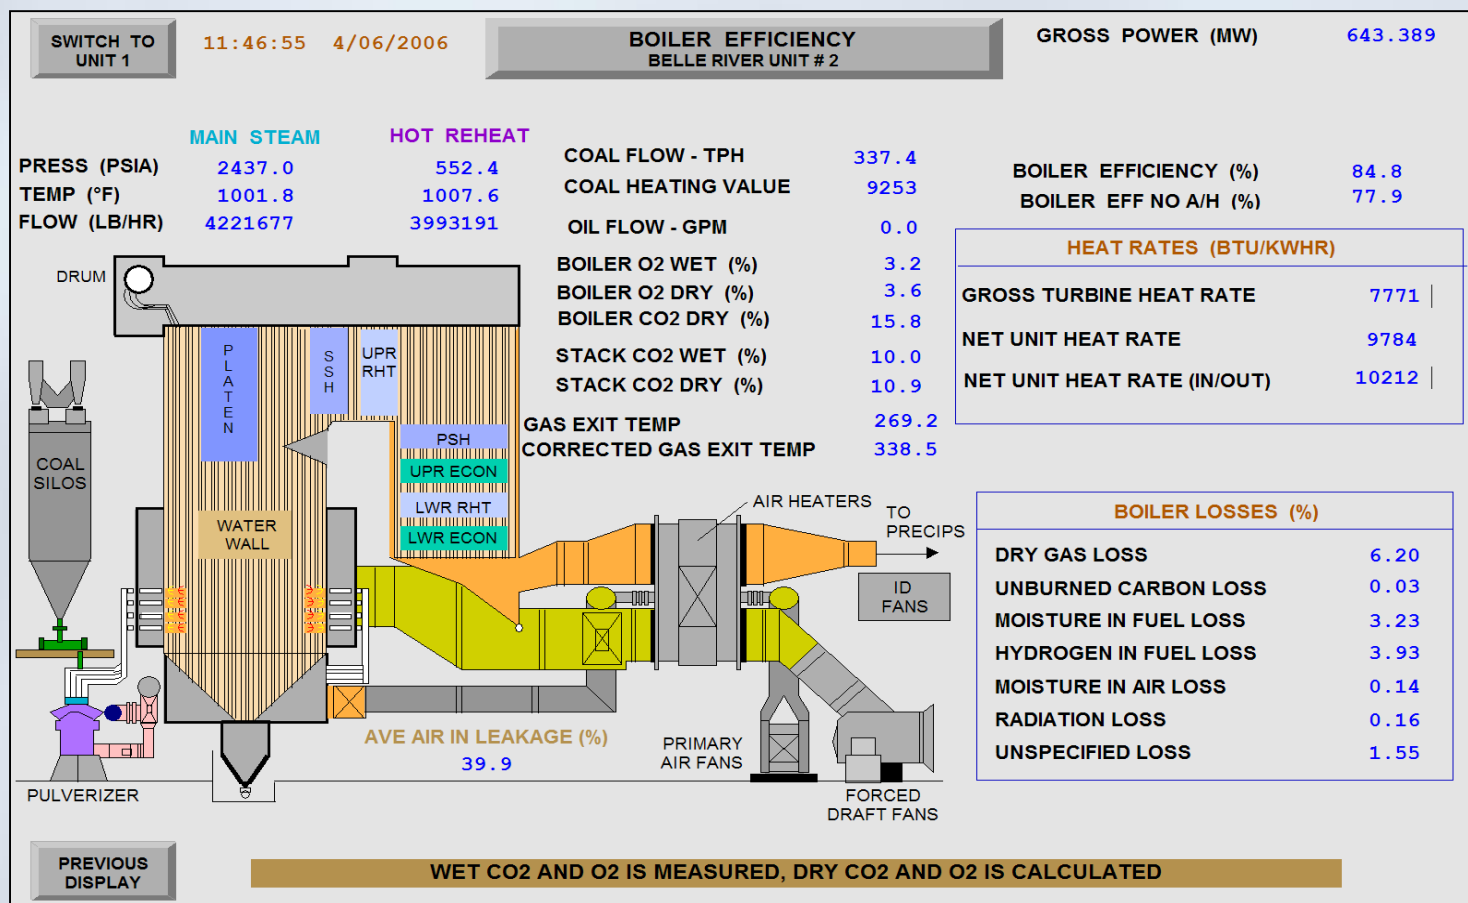 SWITCH TO
UNIT 1
11:46:55 4/06/2006
BOILER EFFICIENCY
BELLE RIVER UNIT # 2
GROSS POWER (MW) 643.389
MAIN STEAM HOT REHEAT
PRESS (PSIA) 2437.0 552.4
TEMP (°F) 1001.8 1007.6
FLOW (LB/HR) 4221677 3993191
COAL FLOW - TPH 337.4
COAL HEATING VALUE 9253
OIL FLOW - GPM 0.0
BOILER O2 WET (%) 3.2
BOILER O2 DRY (%) 3.6
BOILER CO2 DRY (%) 15.8
STACK CO2 WET (%) 10.0
STACK CO2 DRY (%) 10.9
GAS EXIT TEMP 269.2
CORRECTED GAS EXIT TEMP 338.5
BOILER EFFICIENCY (%) 84.8
BOILER EFF NO A/H (%) 77.9
HEAT RATES (BTU/KWHR)
GROSS TURBINE HEAT RATE 7771
NET UNIT HEAT RATE 9784
NET UNIT HEAT RATE (IN/OUT) 10212
DRUM
PLATEN
SSH
UPR
RHT
PSH
UPR ECON
LWR RHT
LWR ECON
COAL
SILOS
WATER
WALL
AIR HEATERS
TO
PRECIPS
ID
FANS
BOILER LOSSES (%)
DRY GAS LOSS 6.20
UNBURNED CARBON LOSS 0.03
MOISTURE IN FUEL LOSS 3.23
HYDROGEN IN FUEL LOSS 3.93
MOISTURE IN AIR LOSS 0.14
RADIATION LOSS 0.16
UNSPECIFIED LOSS 1.55
AVE AIR IN LEAKAGE (%)
39.9
PRIMARY
AIR FANS
PULVERIZER
FORCED
DRAFT FANS
PREVIOUS
DISPLAY
WET CO2 AND O2 IS MEASURED, DRY CO2 AND O2 IS CALCULATED